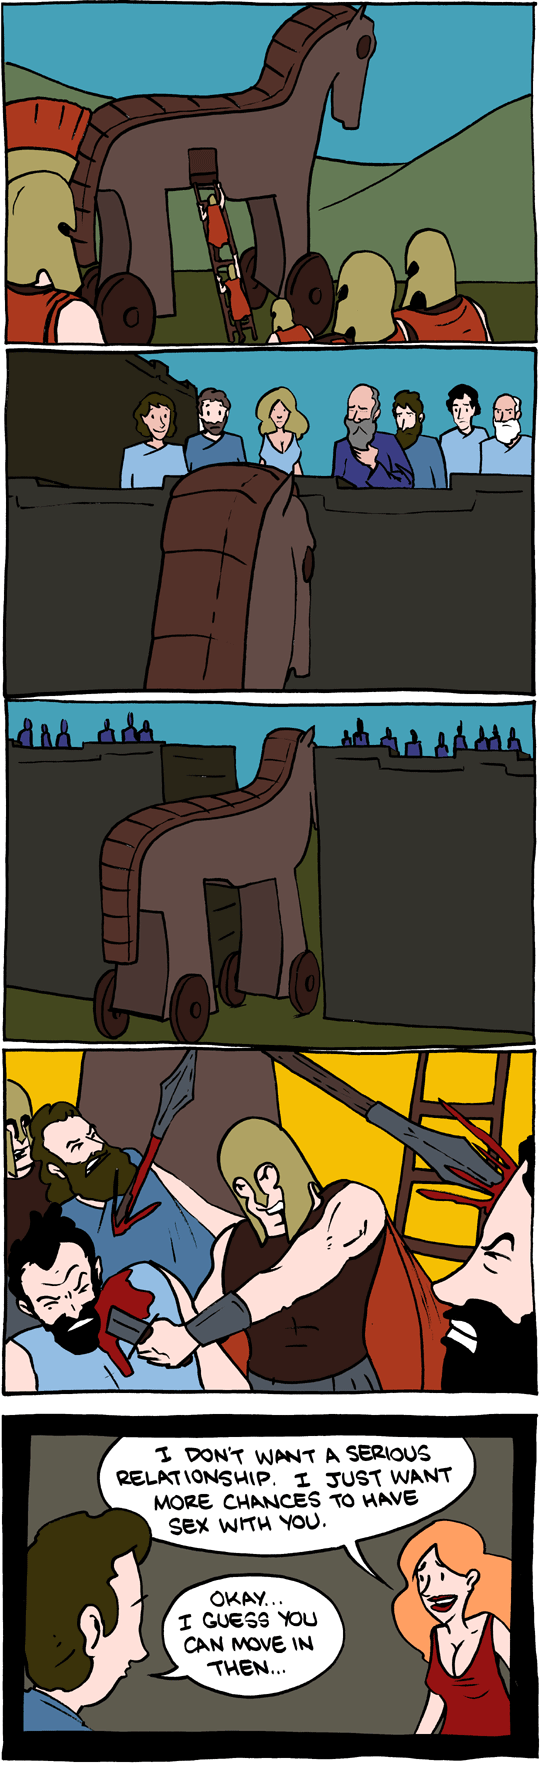 I DON'T WANT A SERIOUS
RELATIONSHIP. I JUST WANT
MORE CHANCES TO HAVE
SEX WITH YOU.
OKAY...
I GUESS YOU
CAN MOVE IN
THEN...